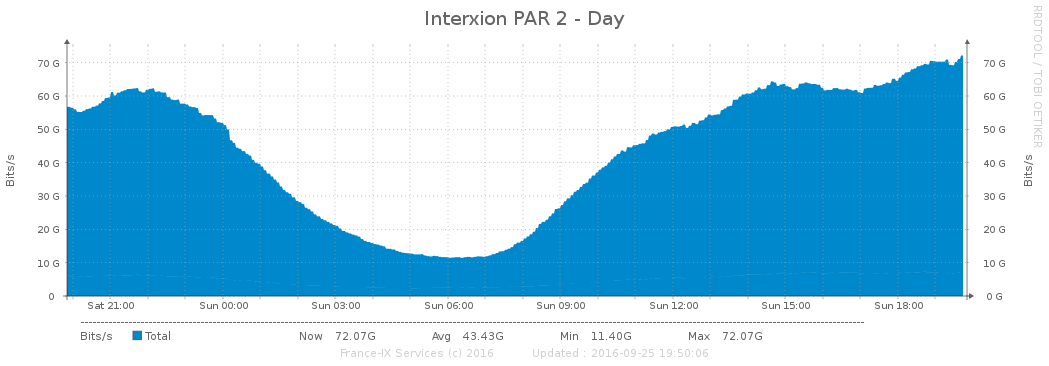 Interxion PAR 2 - Day
RRDTOOL / TOBI OETIKER
Bits/s
70 G 70 G
60 G 60 G
50 G 50 G
40 G 40 G
30 G 30 G
20 G 20 G
10 G 10 G
0 0 G
Bits/s
Sat 21:00 Sun 00:00 Sun 03:00 Sun 06:00 Sun 09:00 Sun 12:00 Sun 15:00 Sun 18:00
Bits/s Total Now 72.07G Avg 43.43G Min 11.40G Max 72.07G
France-IX Services (c) 2016 Updated : 2016-09-25 19:50:06